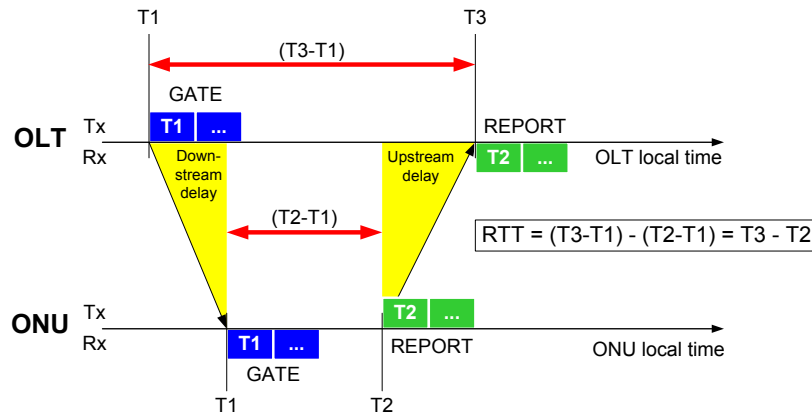 T1
T3
(T3-T1)
GATE
OLT
Tx
T1
...
REPORT
Rx
Down-
stream
delay
Upstream
delay
T2
...
OLT local time
(T2-T1)
RTT = (T3-T1) - (T2-T1) = T3 - T2
ONU
Tx
T2
...
Rx
T1
...
REPORT
ONU local time
GATE
T1
T2